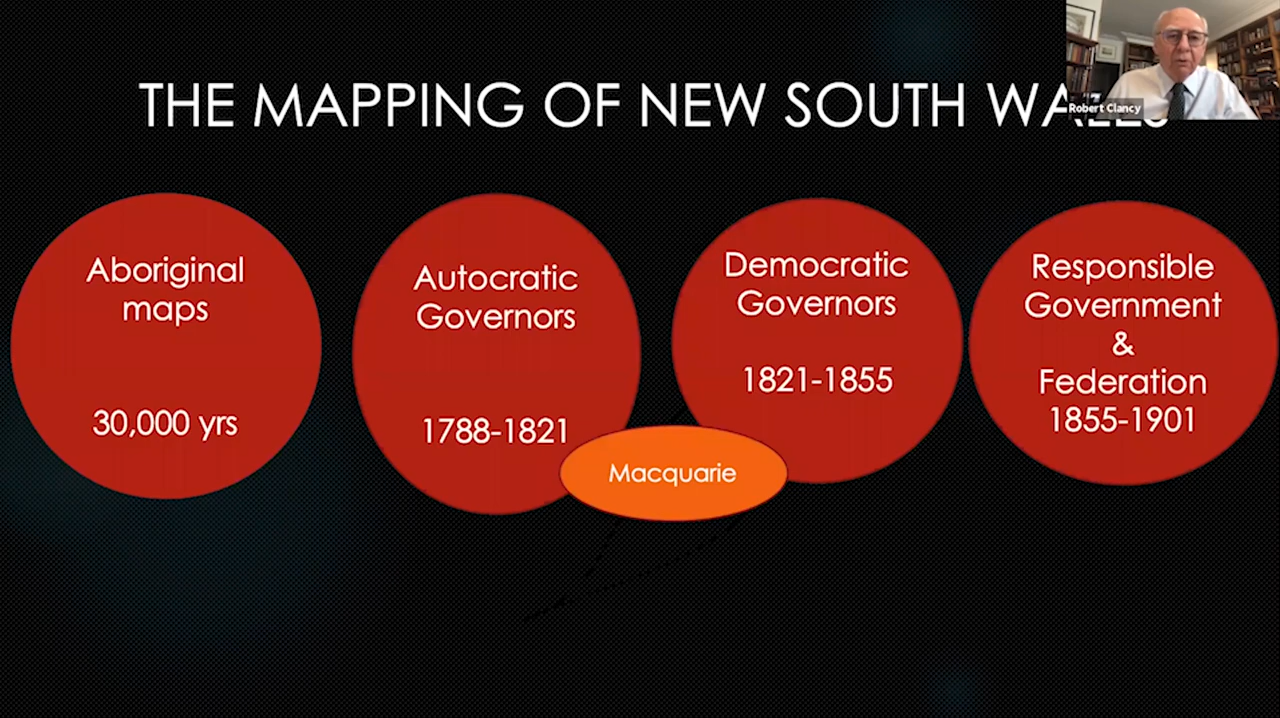 THE MAPPING OF NEW SOUTH
Robert Clancy
Aboriginal
maps
30,000 yrs
Autocratic
Governors
1788-1821
Democratic
Governors
1821-1855
Macquarie
Responsible
Government
&
Federation
1855-1901